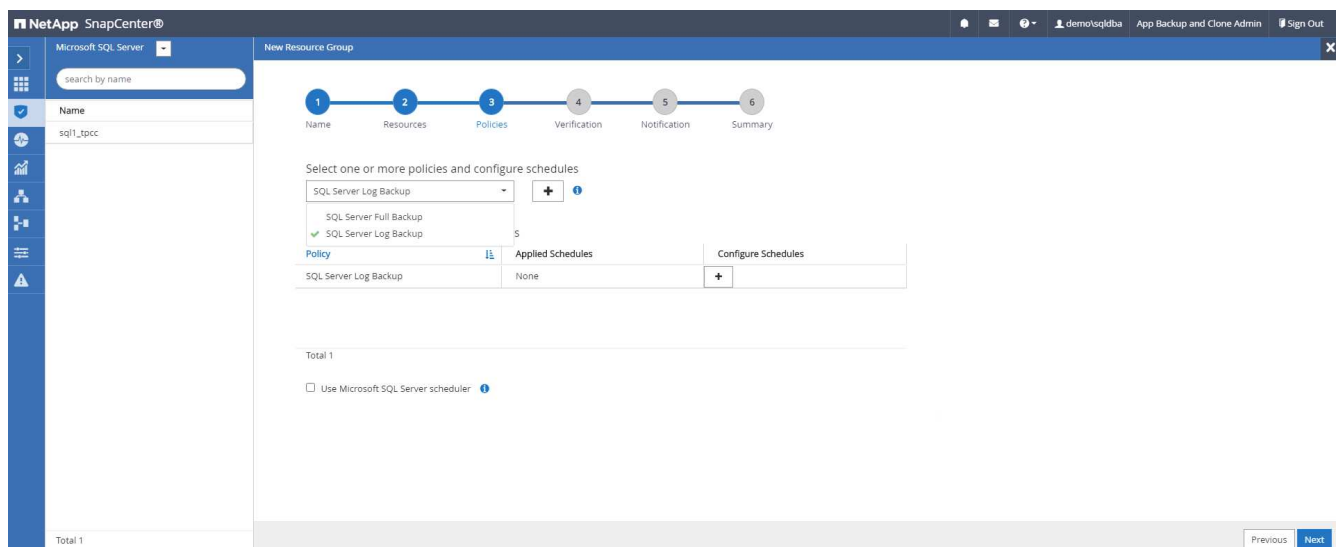 NetApp SnapCenter®
demo\sqldba App Backup and Clone Admin Sign Out
Microsoft SQL Server
New Resource Group
search by name
Name
sql1_tpcc
Total 1
1 2 3 4 5 6
Name Resources Policies Verification Notification Summary
Select one or more policies and configure schedules
SQL Server Log Backup
SQL Server Full Backup
SQL Server Log Backup
s
Policy Applied Schedules Configure Schedules
SQL Server Log Backup None
Total 1
Use Microsoft SQL Server scheduler
Previous Next